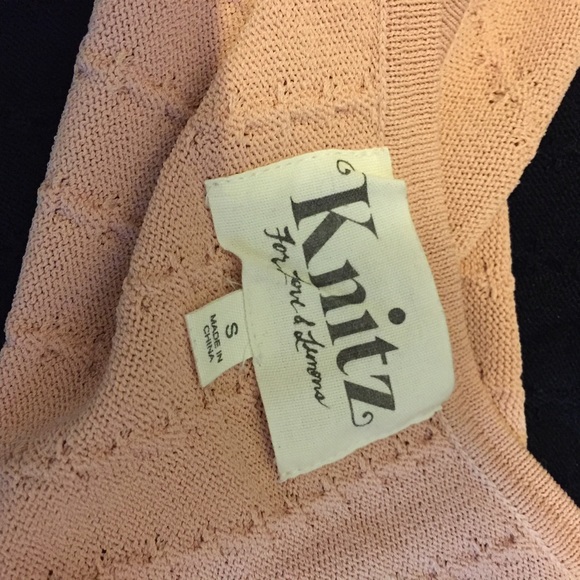 Knitz
For Love & Lemons
S
MADE IN
CHINA